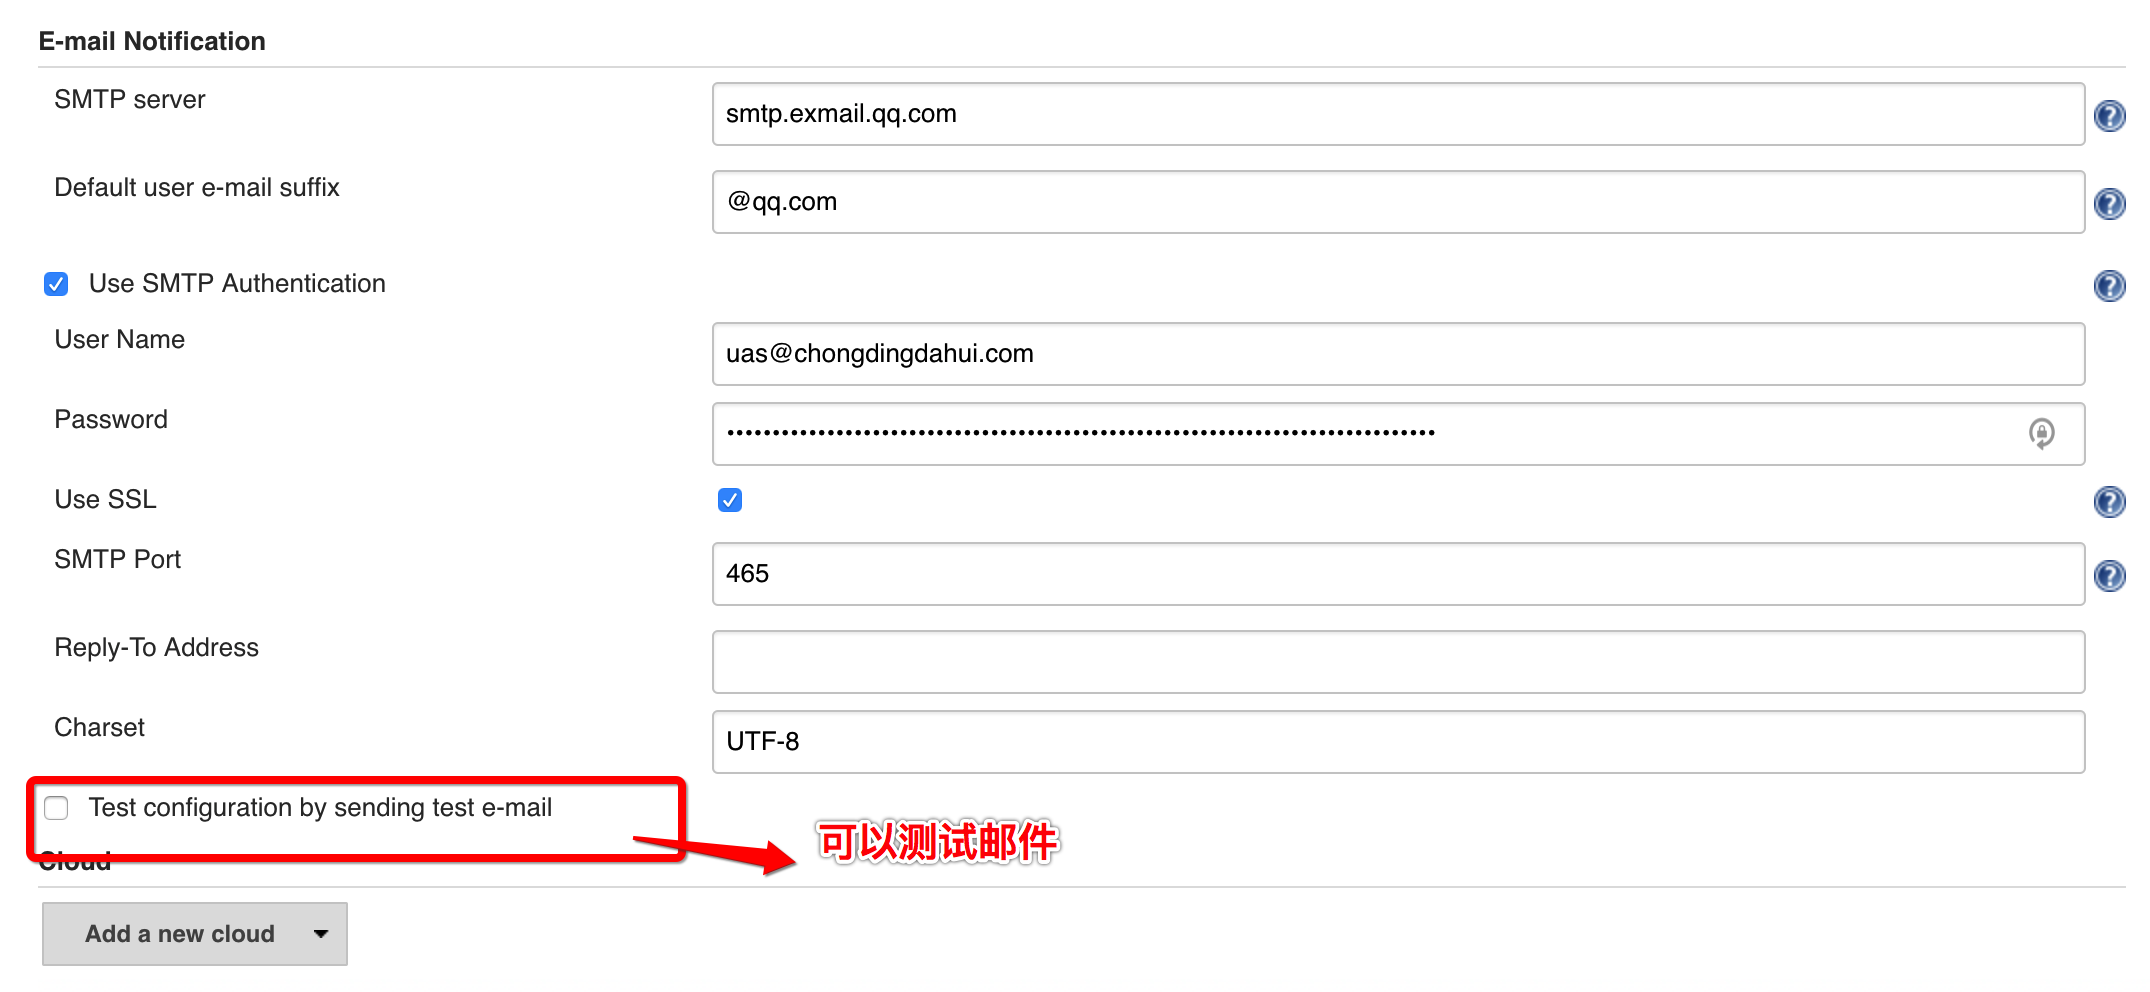 E-mail Notification
SMTP server
smtp.exmail.qq.com
Default user e-mail suffix
@qq.com
Use SMTP Authentication
User Name
uas@chongdingdahui.com
Password
Use SSL
SMTP Port
465
Reply-To Address
Charset
UTF-8
Test configuration by sending test e-mail
可以测试邮件
Cloud
Add a new cloud